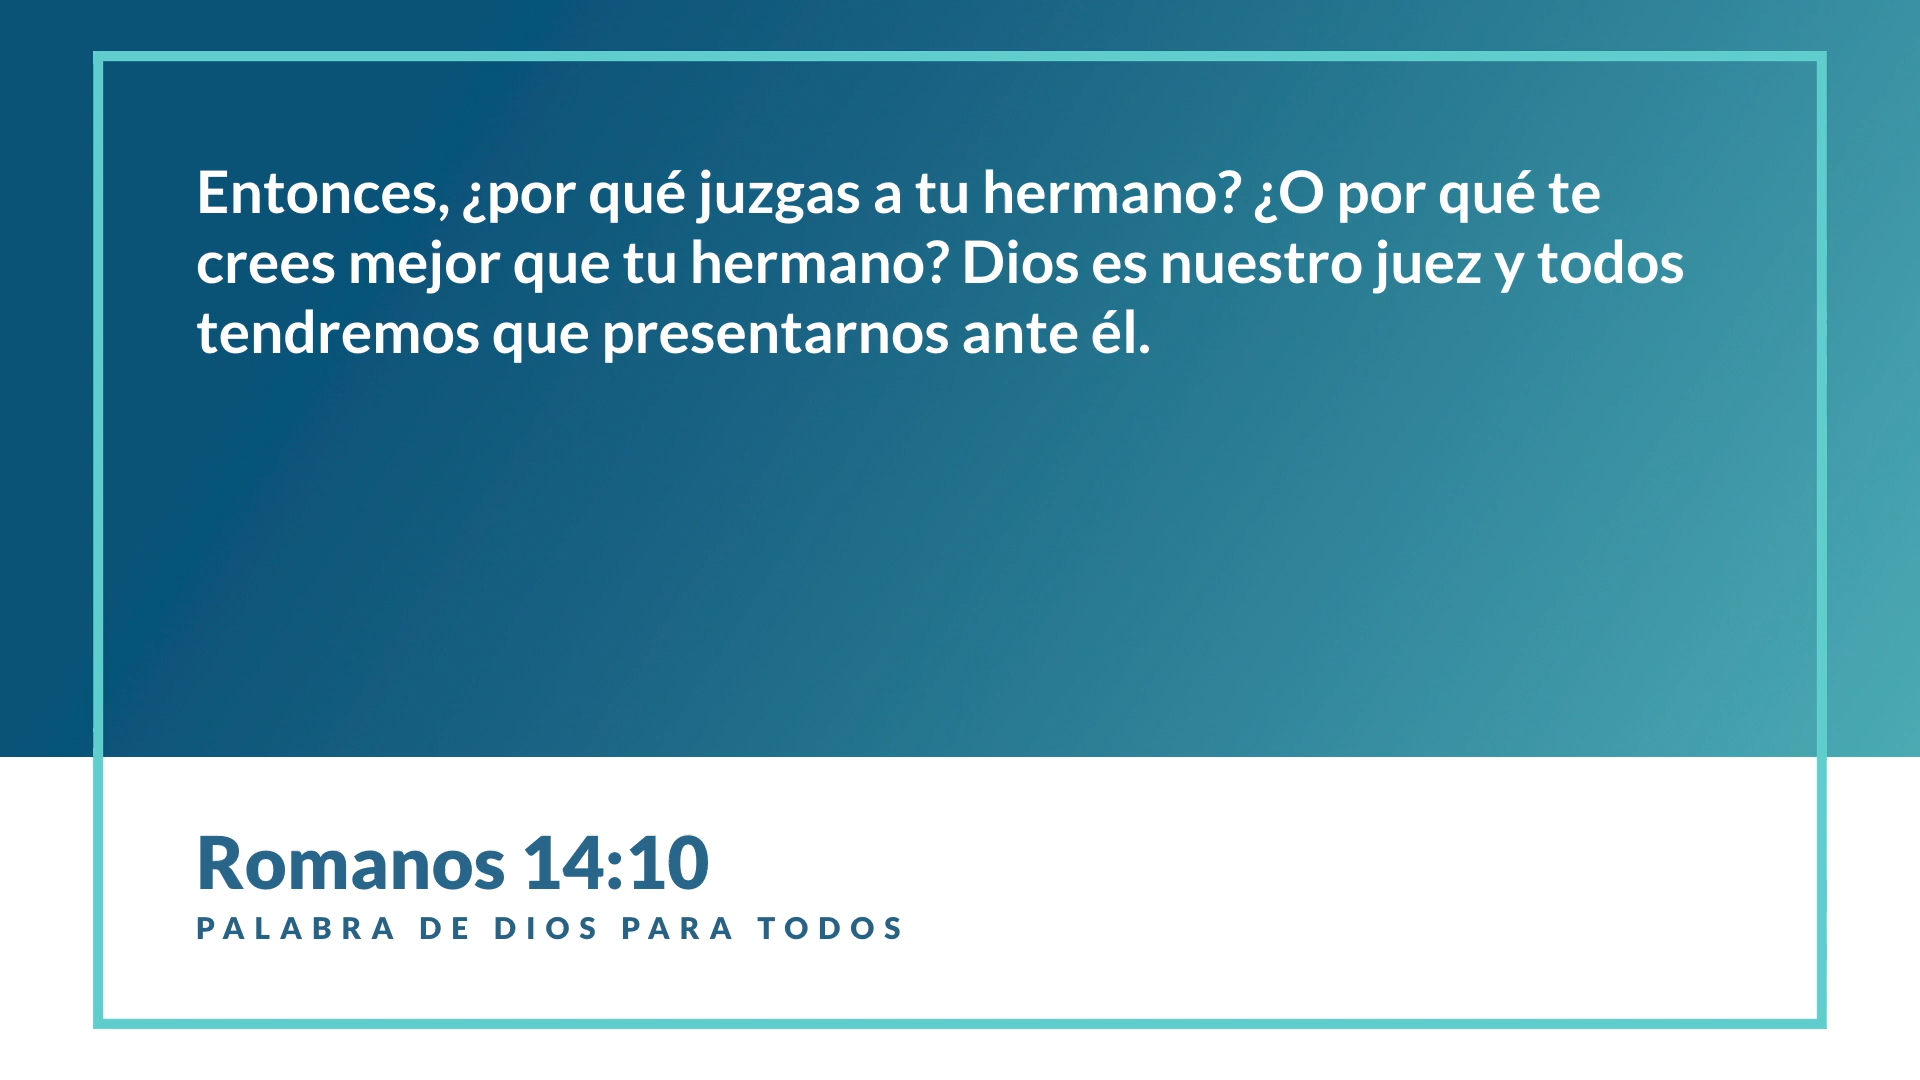 Entonces, ¿por qué juzgas a tu hermano? ¿O por qué te
crees mejor que tu hermano? Dios es nuestro juez y todos
tendremos que presentarnos ante él.
Romanos 14:10
PALABRA DE DIOS PARA TODOS